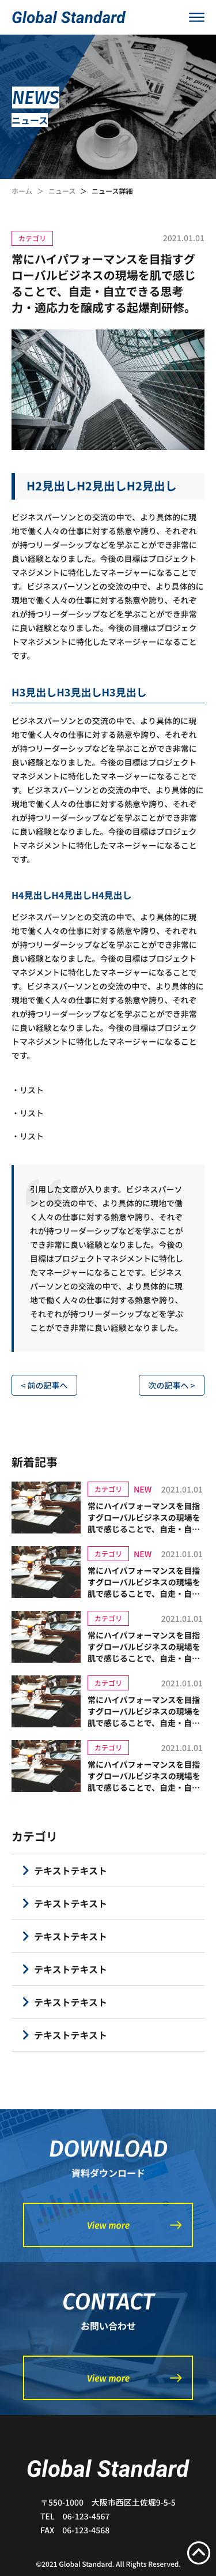 Global Standard
NEWS
ニュース
ホーム ＞ ニュース ＞ ニュース詳細
カテゴリ 2021.01.01
常にハイパフォーマンスを目指すグ
ローバルビジネスの現場を肌で感じ
ることで、自走・自立できる思考
力・適応力を醸成する起爆剤研修。
H2見出しH2見出しH2見出し
ビジネスパーソンとの交流の中で、より具体的に現
地で働く人々の仕事に対する熱意や誇り、それぞれ
が持つリーダーシップなどを学ぶことができ非常に
良い経験となりました。今後の目標はプロジェクト
マネジメントに特化したマネージャーになることで
す。ビジネスパーソンとの交流の中で、より具体的に
現地で働く人々の仕事に対する熱意や誇り、それぞ
れが持つリーダーシップなどを学ぶことができ非常
に良い経験となりました。今後の目標はプロジェク
トマネジメントに特化したマネージャーになること
です。
H3見出しH3見出しH3見出し
ビジネスパーソンとの交流の中で、より具体的に現
地で働く人々の仕事に対する熱意や誇り、それぞれ
が持つリーダーシップなどを学ぶことができ非常に
良い経験となりました。今後の目標はプロジェクト
マネジメントに特化したマネージャーになることで
す。ビジネスパーソンとの交流の中で、より具体的に
現地で働く人々の仕事に対する熱意や誇り、それぞ
れが持つリーダーシップなどを学ぶことができ非常
に良い経験となりました。今後の目標はプロジェク
トマネジメントに特化したマネージャーになること
です。
H4見出しH4見出しH4見出し
ビジネスパーソンとの交流の中で、より具体的に現
地で働く人々の仕事に対する熱意や誇り、それぞれ
が持つリーダーシップなどを学ぶことができ非常に
良い経験となりました。今後の目標はプロジェクト
マネジメントに特化したマネージャーになることで
す。ビジネスパーソンとの交流の中で、より具体的に
現地で働く人々の仕事に対する熱意や誇り、それぞ
れが持つリーダーシップなどを学ぶことができ非常
に良い経験となりました。今後の目標はプロジェク
トマネジメントに特化したマネージャーになること
です。
・リスト
・リスト
・リスト
引用した文章が入ります。ビジネスパーソ
ンとの交流の中で、より具体的に現地で働
く人々の仕事に対する熱意や誇り、それぞ
れが持つリーダーシップなどを学ぶことが
でき非常に良い経験となりました。今後の
目標はプロジェクトマネジメントに特化し
たマネージャーになることです。ビジネス
パーソンとの交流の中で、より具体的に現
地で働く人々の仕事に対する熱意や誇り、
それぞれが持つリーダーシップなどを学ぶ
ことができ非常に良い経験となりました。
< 前の記事へ 次の記事へ >
新着記事
カテゴリ NEW 2021.01.01
常にハイパフォーマンスを目指
すグローバルビジネスの現場を
肌で感じることで、自走・自…
カテゴリ NEW 2021.01.01
常にハイパフォーマンスを目指
すグローバルビジネスの現場を
肌で感じることで、自走・自…
カテゴリ 2021.01.01
常にハイパフォーマンスを目指
すグローバルビジネスの現場を
肌で感じることで、自走・自…
カテゴリ 2021.01.01
常にハイパフォーマンスを目指
すグローバルビジネスの現場を
肌で感じることで、自走・自…
カテゴリ 2021.01.01
常にハイパフォーマンスを目指
すグローバルビジネスの現場を
肌で感じることで、自走・自…
カテゴリ
テキストテキスト
テキストテキスト
テキストテキスト
テキストテキスト
テキストテキスト
テキストテキスト
DOWNLOAD
資料ダウンロード
View more
CONTACT
お問い合わせ
View more
Global Standard
〒550-1000 大阪市西区土佐堀9-5-5
TEL 06-123-4567
FAX 06-123-4568
©2021 Global Standard. All Rights Reserved.